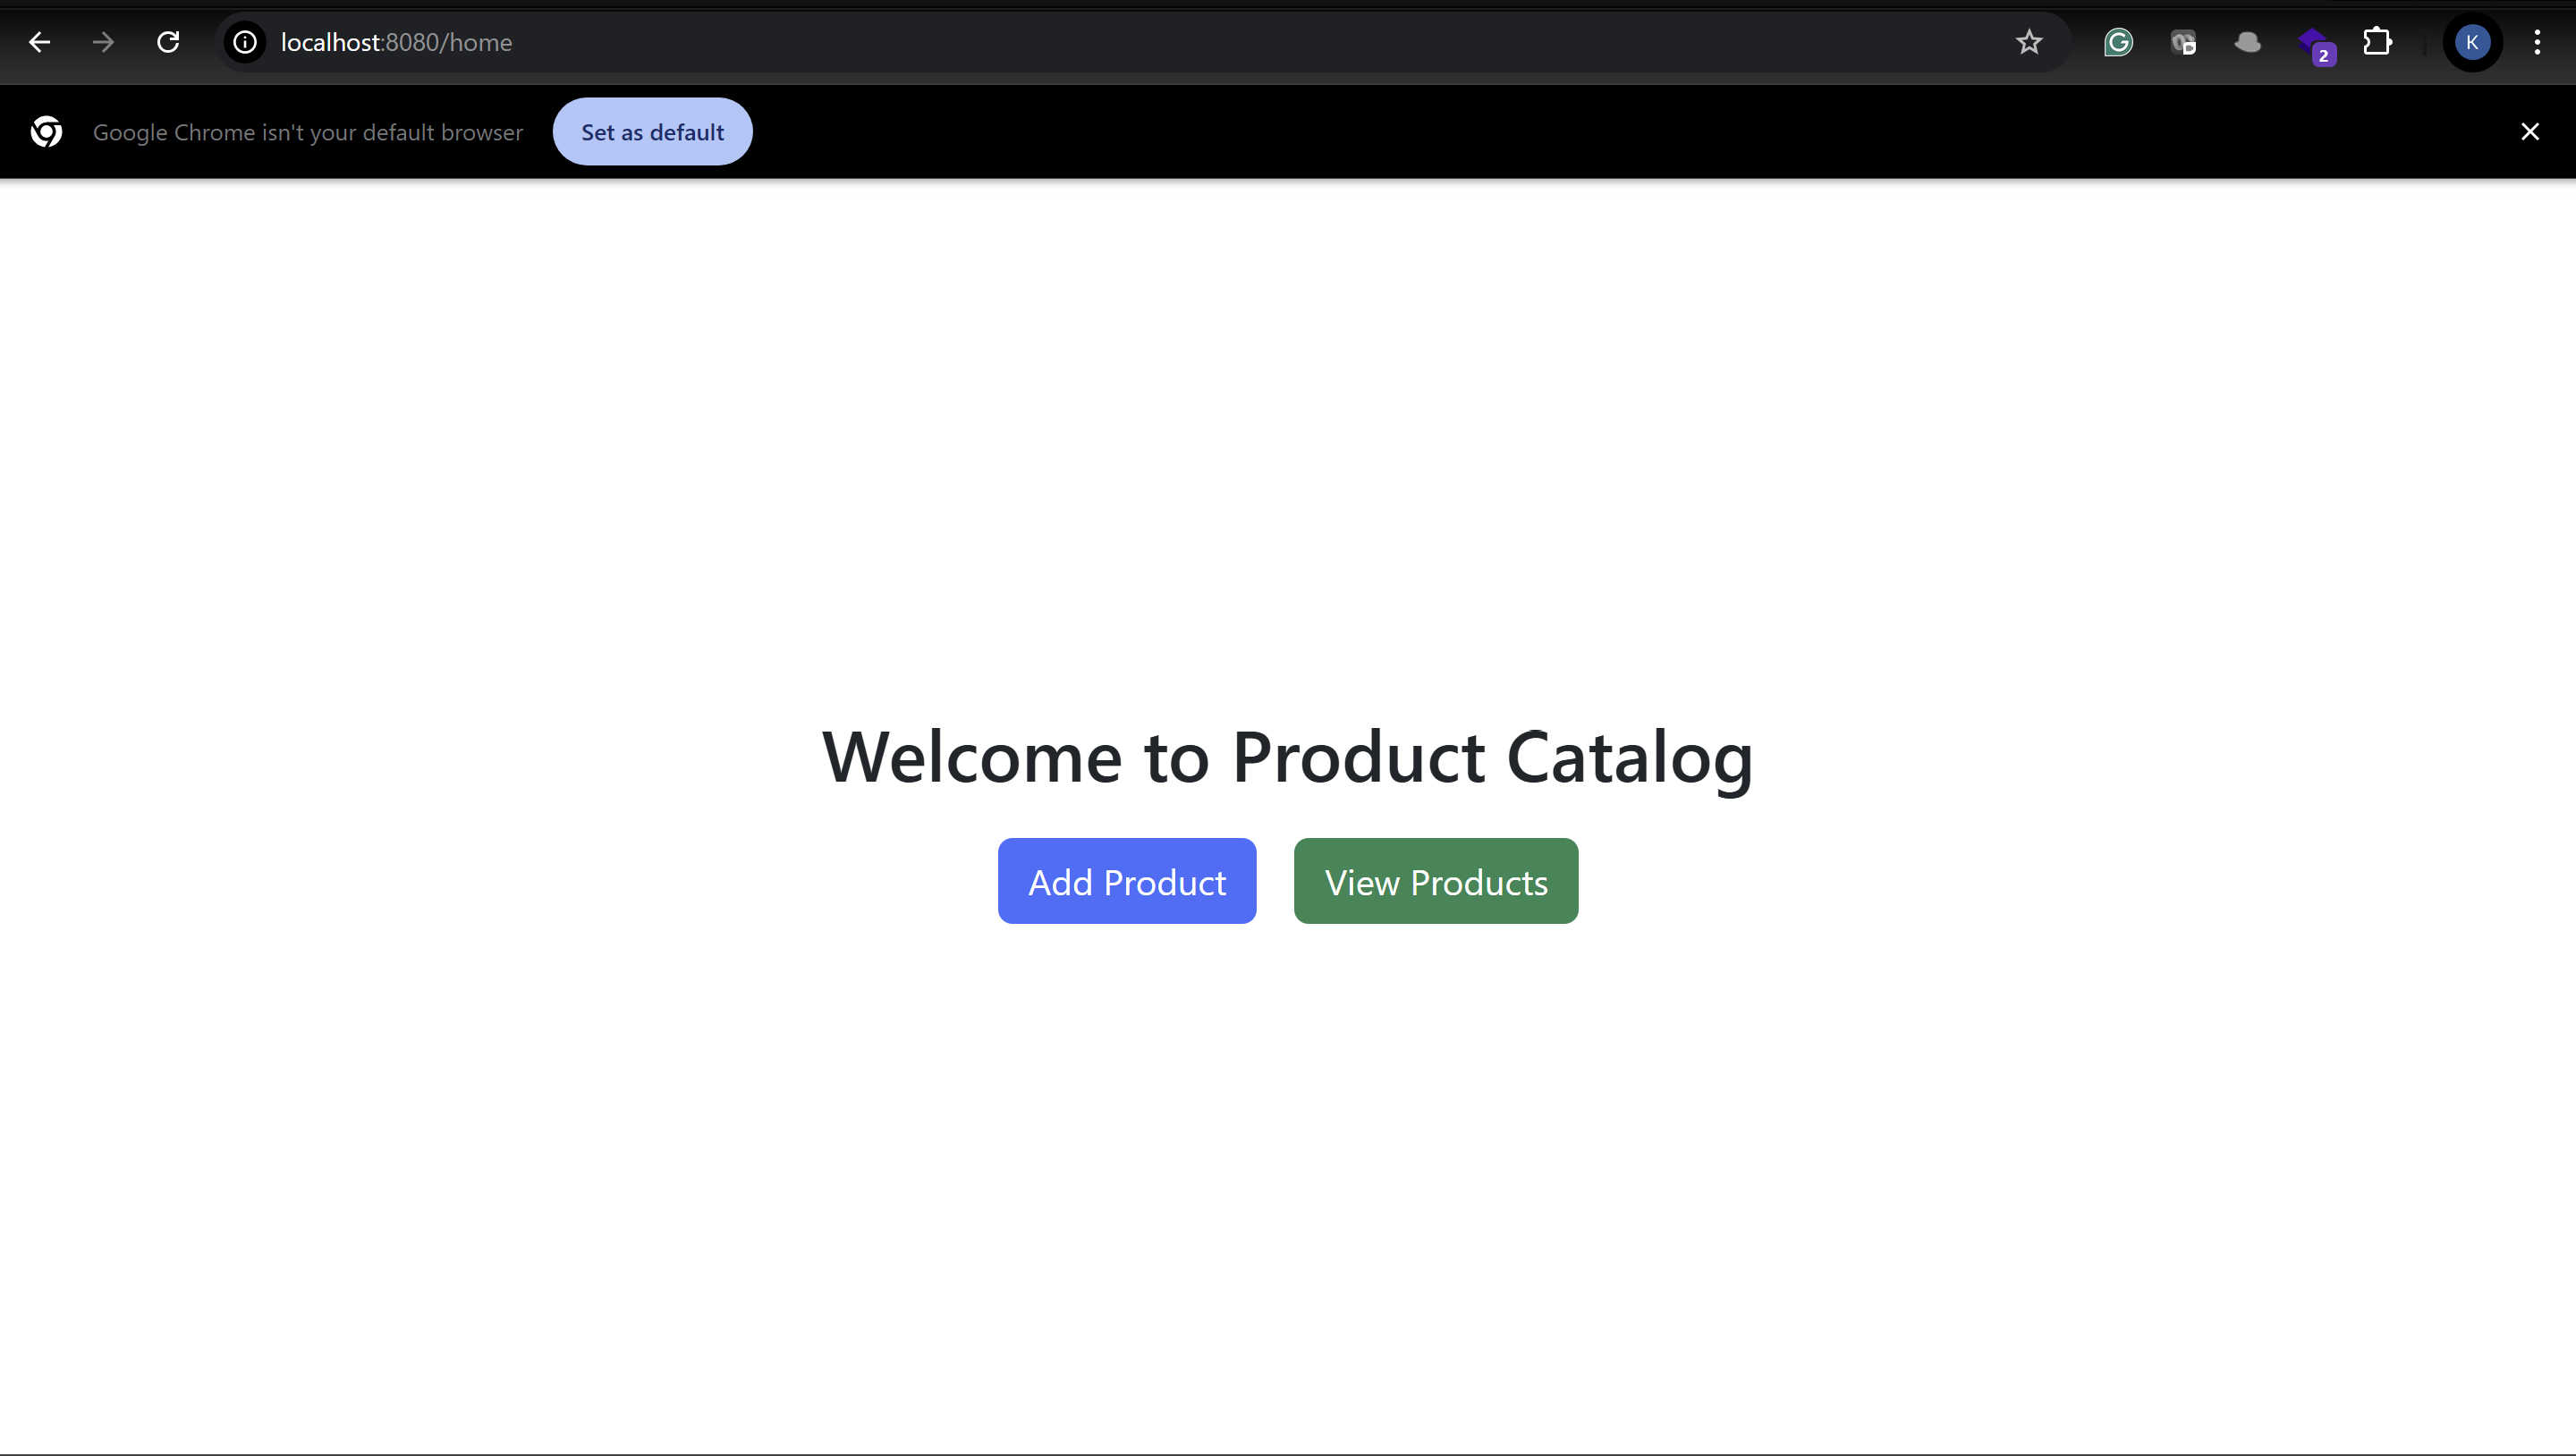 localhost:8080/home
2
K
Google Chrome isn't your default browser
Set as default
Welcome to Product Catalog
Add Product
View Products